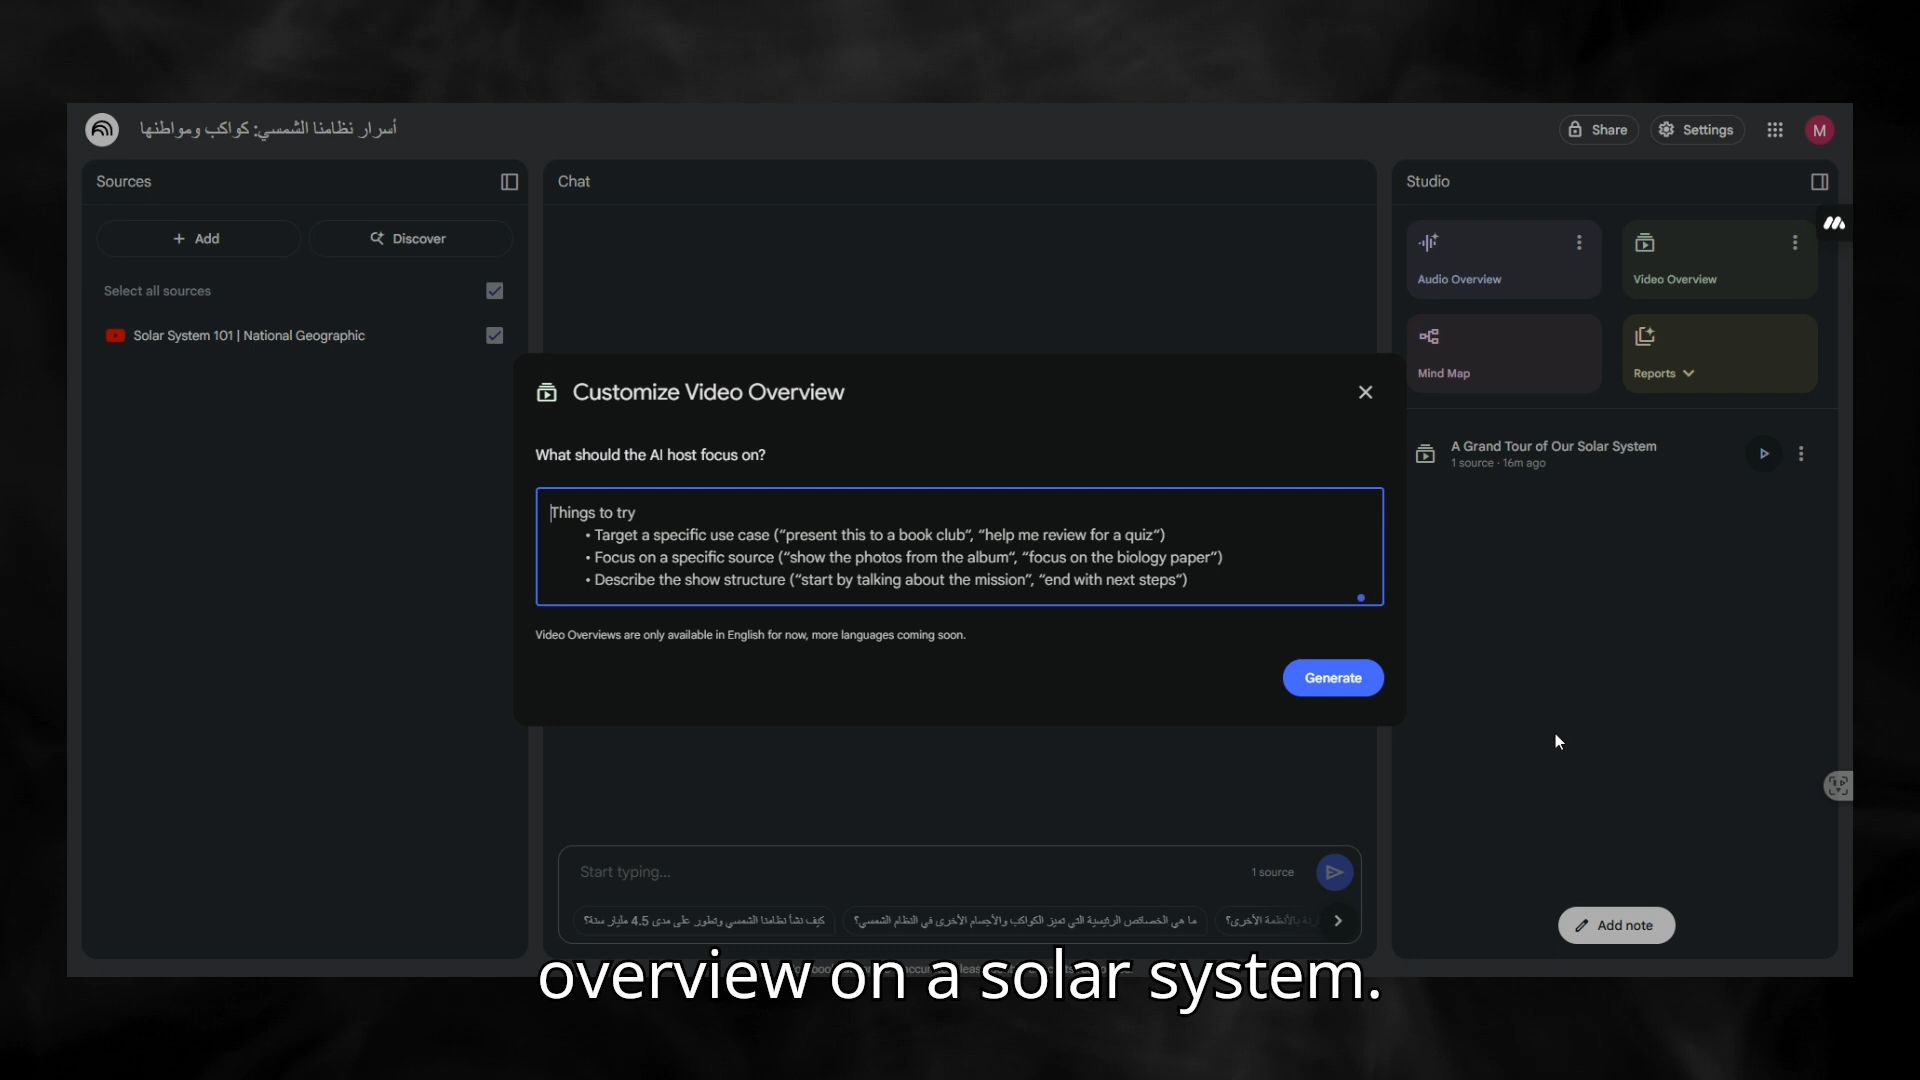 أسرار نظامنا الشمسي: كواكب ومواطنها
Share
Settings
M
Sources
Add
Discover
Select all sources
Solar System 101 | National Geographic
Chat
Studio
Audio Overview
Video Overview
Mind Map
Reports
A Grand Tour of Our Solar System
1 source · 16m ago
Customize Video Overview
What should the AI host focus on?
Things to try
• Target a specific use case (“present this to a book club“, “help me review for a quiz“)
• Focus on a specific source (“show the photos from the album“, “focus on the biology paper”)
• Describe the show structure (“start by talking about the mission”, “end with next steps“)
Video Overviews are only available in English for now, more languages coming soon.
Generate
Start typing...
1 source
كيف نشأ نظامنا الشمسي وتطور على مدى 4.5 مليار سنة؟
ما هي الخصائص الرئيسية التي تميز الكواكب والأجسام الأخرى في النظام الشمسي؟
بالأنظمة الأخرى؟
Add note
overview on a solar system.